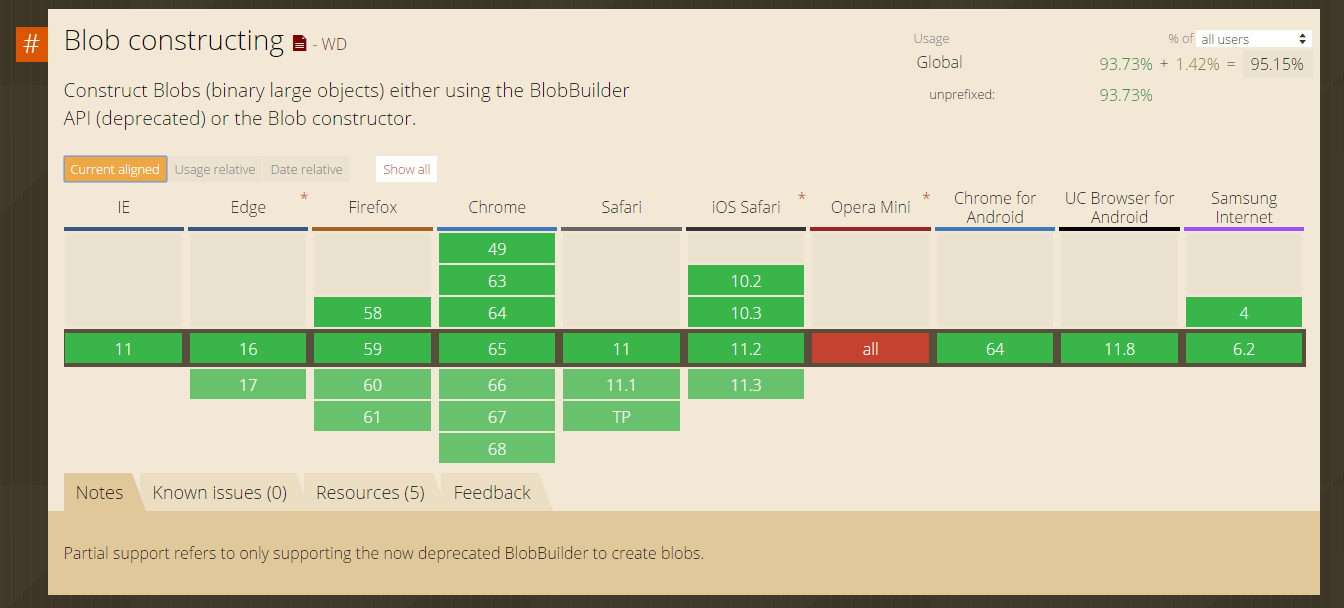 #
Blob constructing - WD
Usage % of all users
Global 93.73% + 1.42% = 95.15%
unprefixed: 93.73%
Construct Blobs (binary large objects) either using the BlobBuilder
API (deprecated) or the Blob constructor.
Current aligned Usage relative Date relative Show all
IE Edge * Firefox Chrome Safari iOS Safari * Opera Mini * Chrome for Android UC Browser for Android Samsung Internet
49
63 10.2
58 64 10.3 4
11 16 59 65 11 11.2 all 64 11.8 6.2
17 60 66 11.1 11.3
61 67 TP
68
Notes Known issues (0) Resources (5) Feedback
Partial support refers to only supporting the now deprecated BlobBuilder to create blobs.